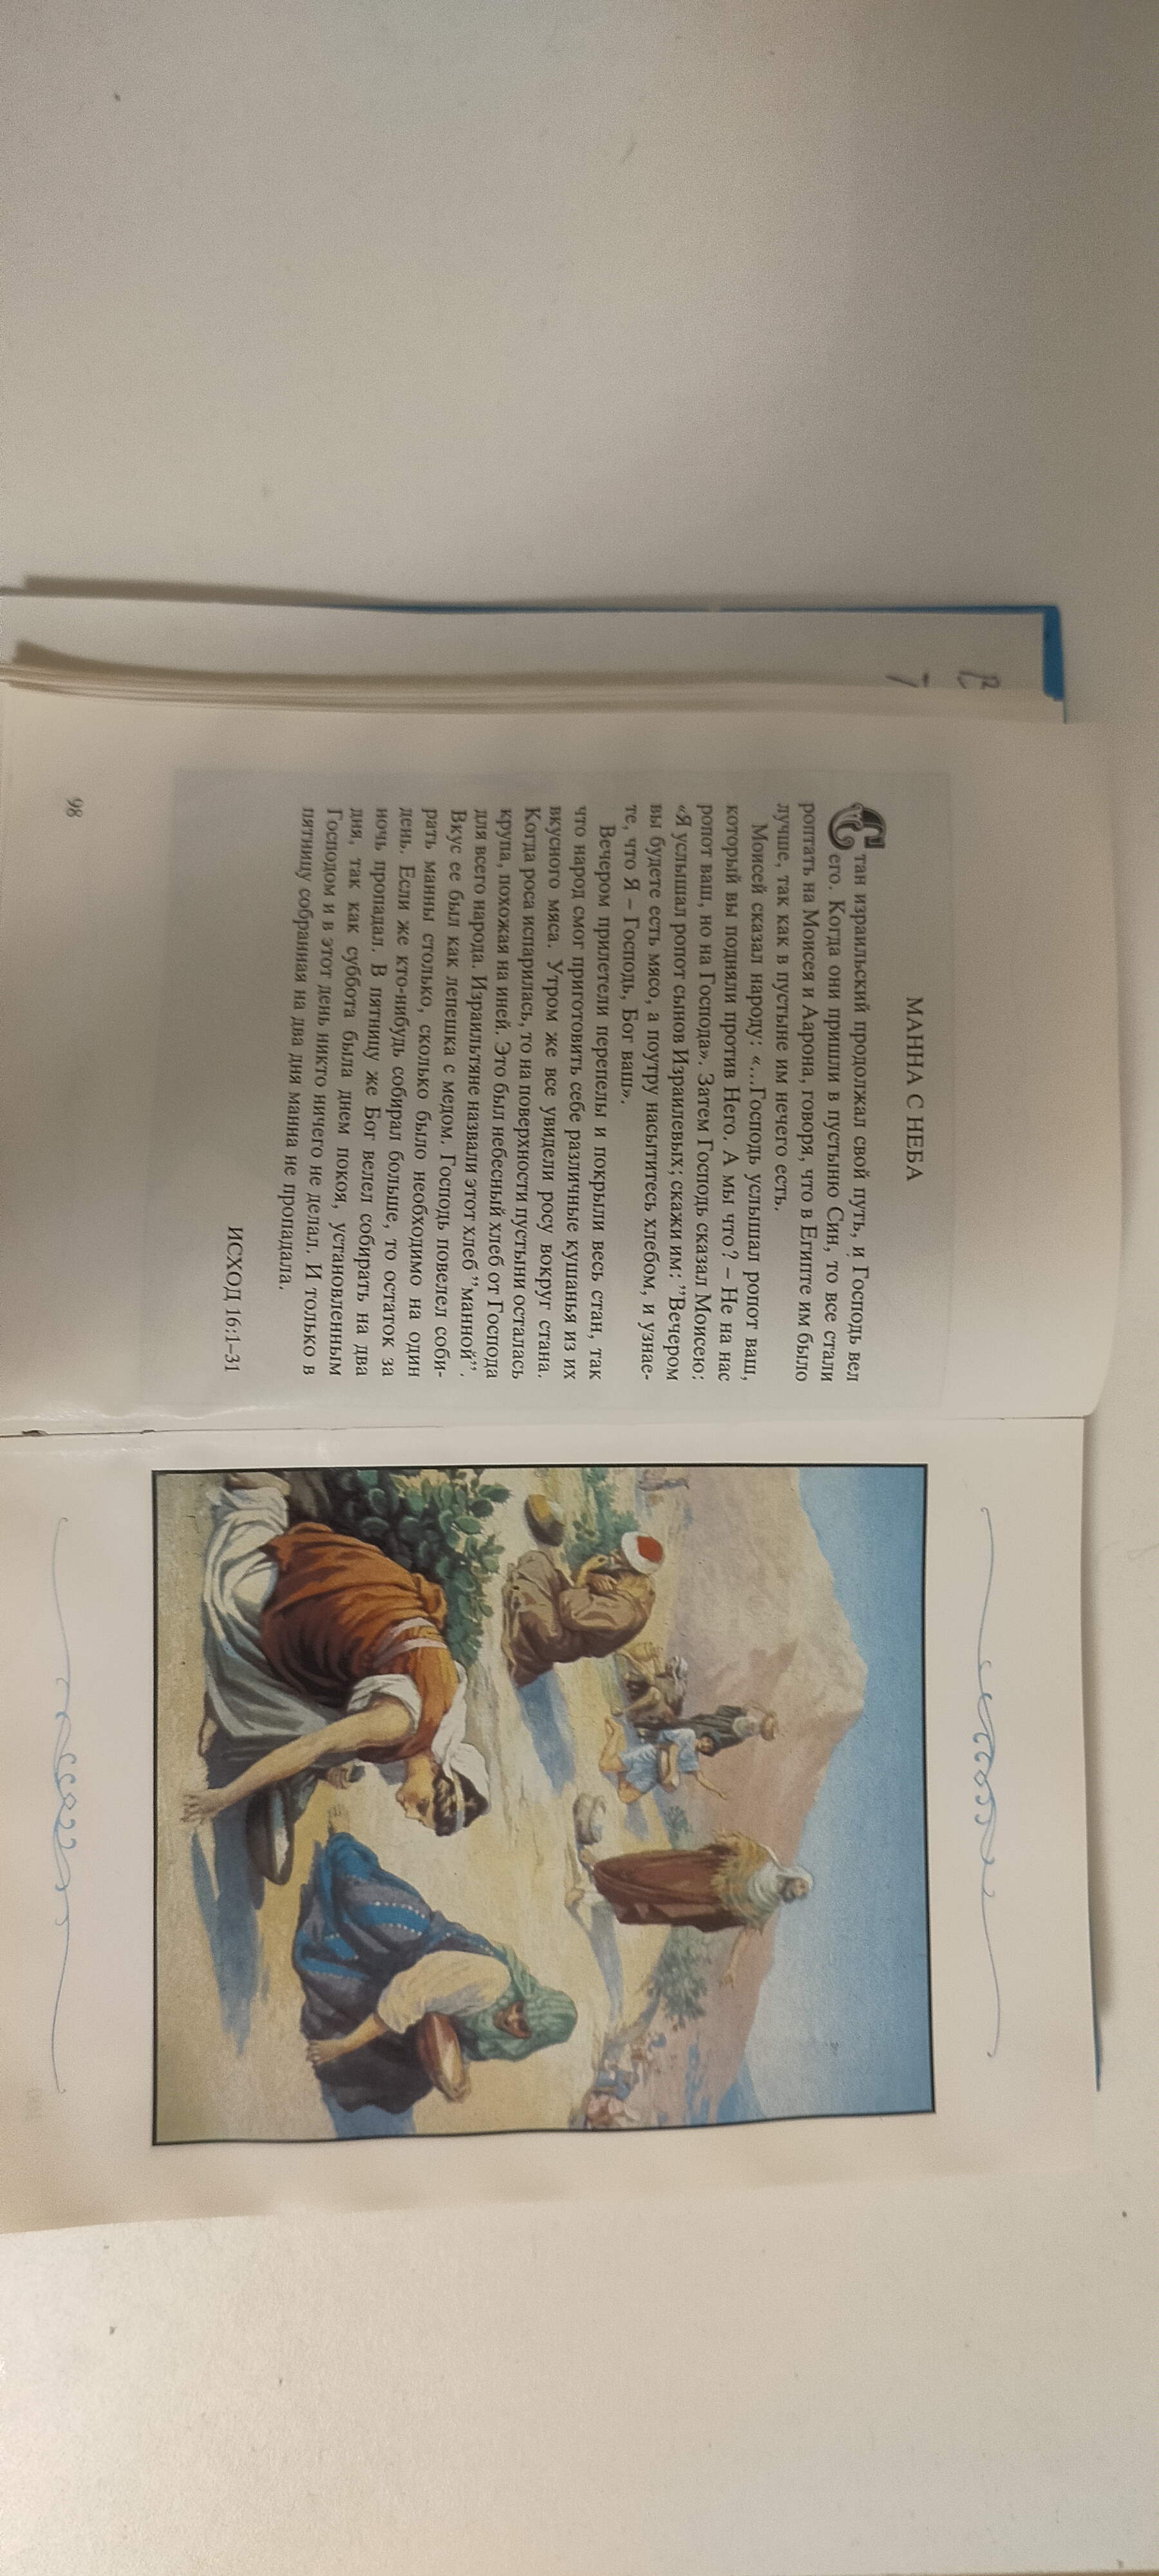 МАННА С НЕБА
Стан израильский продолжал свой путь, и Господь вел
его. Когда они пришли в пустыню Син, то все стали
роптать на Моисея и Аарона, говоря, что в Египте им было
лучше, так как в пустыне им нечего есть.
Моисей сказал народу: «...Господь услышал ропот ваш,
который вы подняли против Него. А мы что? – Не на нас
ропот ваш, но на Господа». Затем Господь сказал Моисею:
«Я услышал ропот сынов Израилевых; скажи им: ”Вечером
вы будете есть мясо, а поутру насытитесь хлебом, и узнае-
те, что Я – Господь, Бог ваш».
Вечером прилетели перепелы и покрыли весь стан, так
что народ смог приготовить себе различные кушанья из их
вкусного мяса. Утром же все увидели росу вокруг стана.
Когда роса испарилась, то на поверхности пустыни осталась
крупа, похожая на иней. Это был небесный хлеб от Господа
для всего народа. Израильтяне назвали этот хлеб ”манной”.
Вкус ее был как лепешка с медом. Господь повелел соби-
рать манны столько, сколько было необходимо на один
день. Если же кто-нибудь собирал больше, то остаток за
ночь пропадал. В пятницу же Бог велел собирать на два
дня, так как суббота была днем покоя, установленным
Господом и в этот день никто ничего не делал. И только в
пятницу собранная на два дня манна не пропадала.
ИСХОД 16:1–31
98